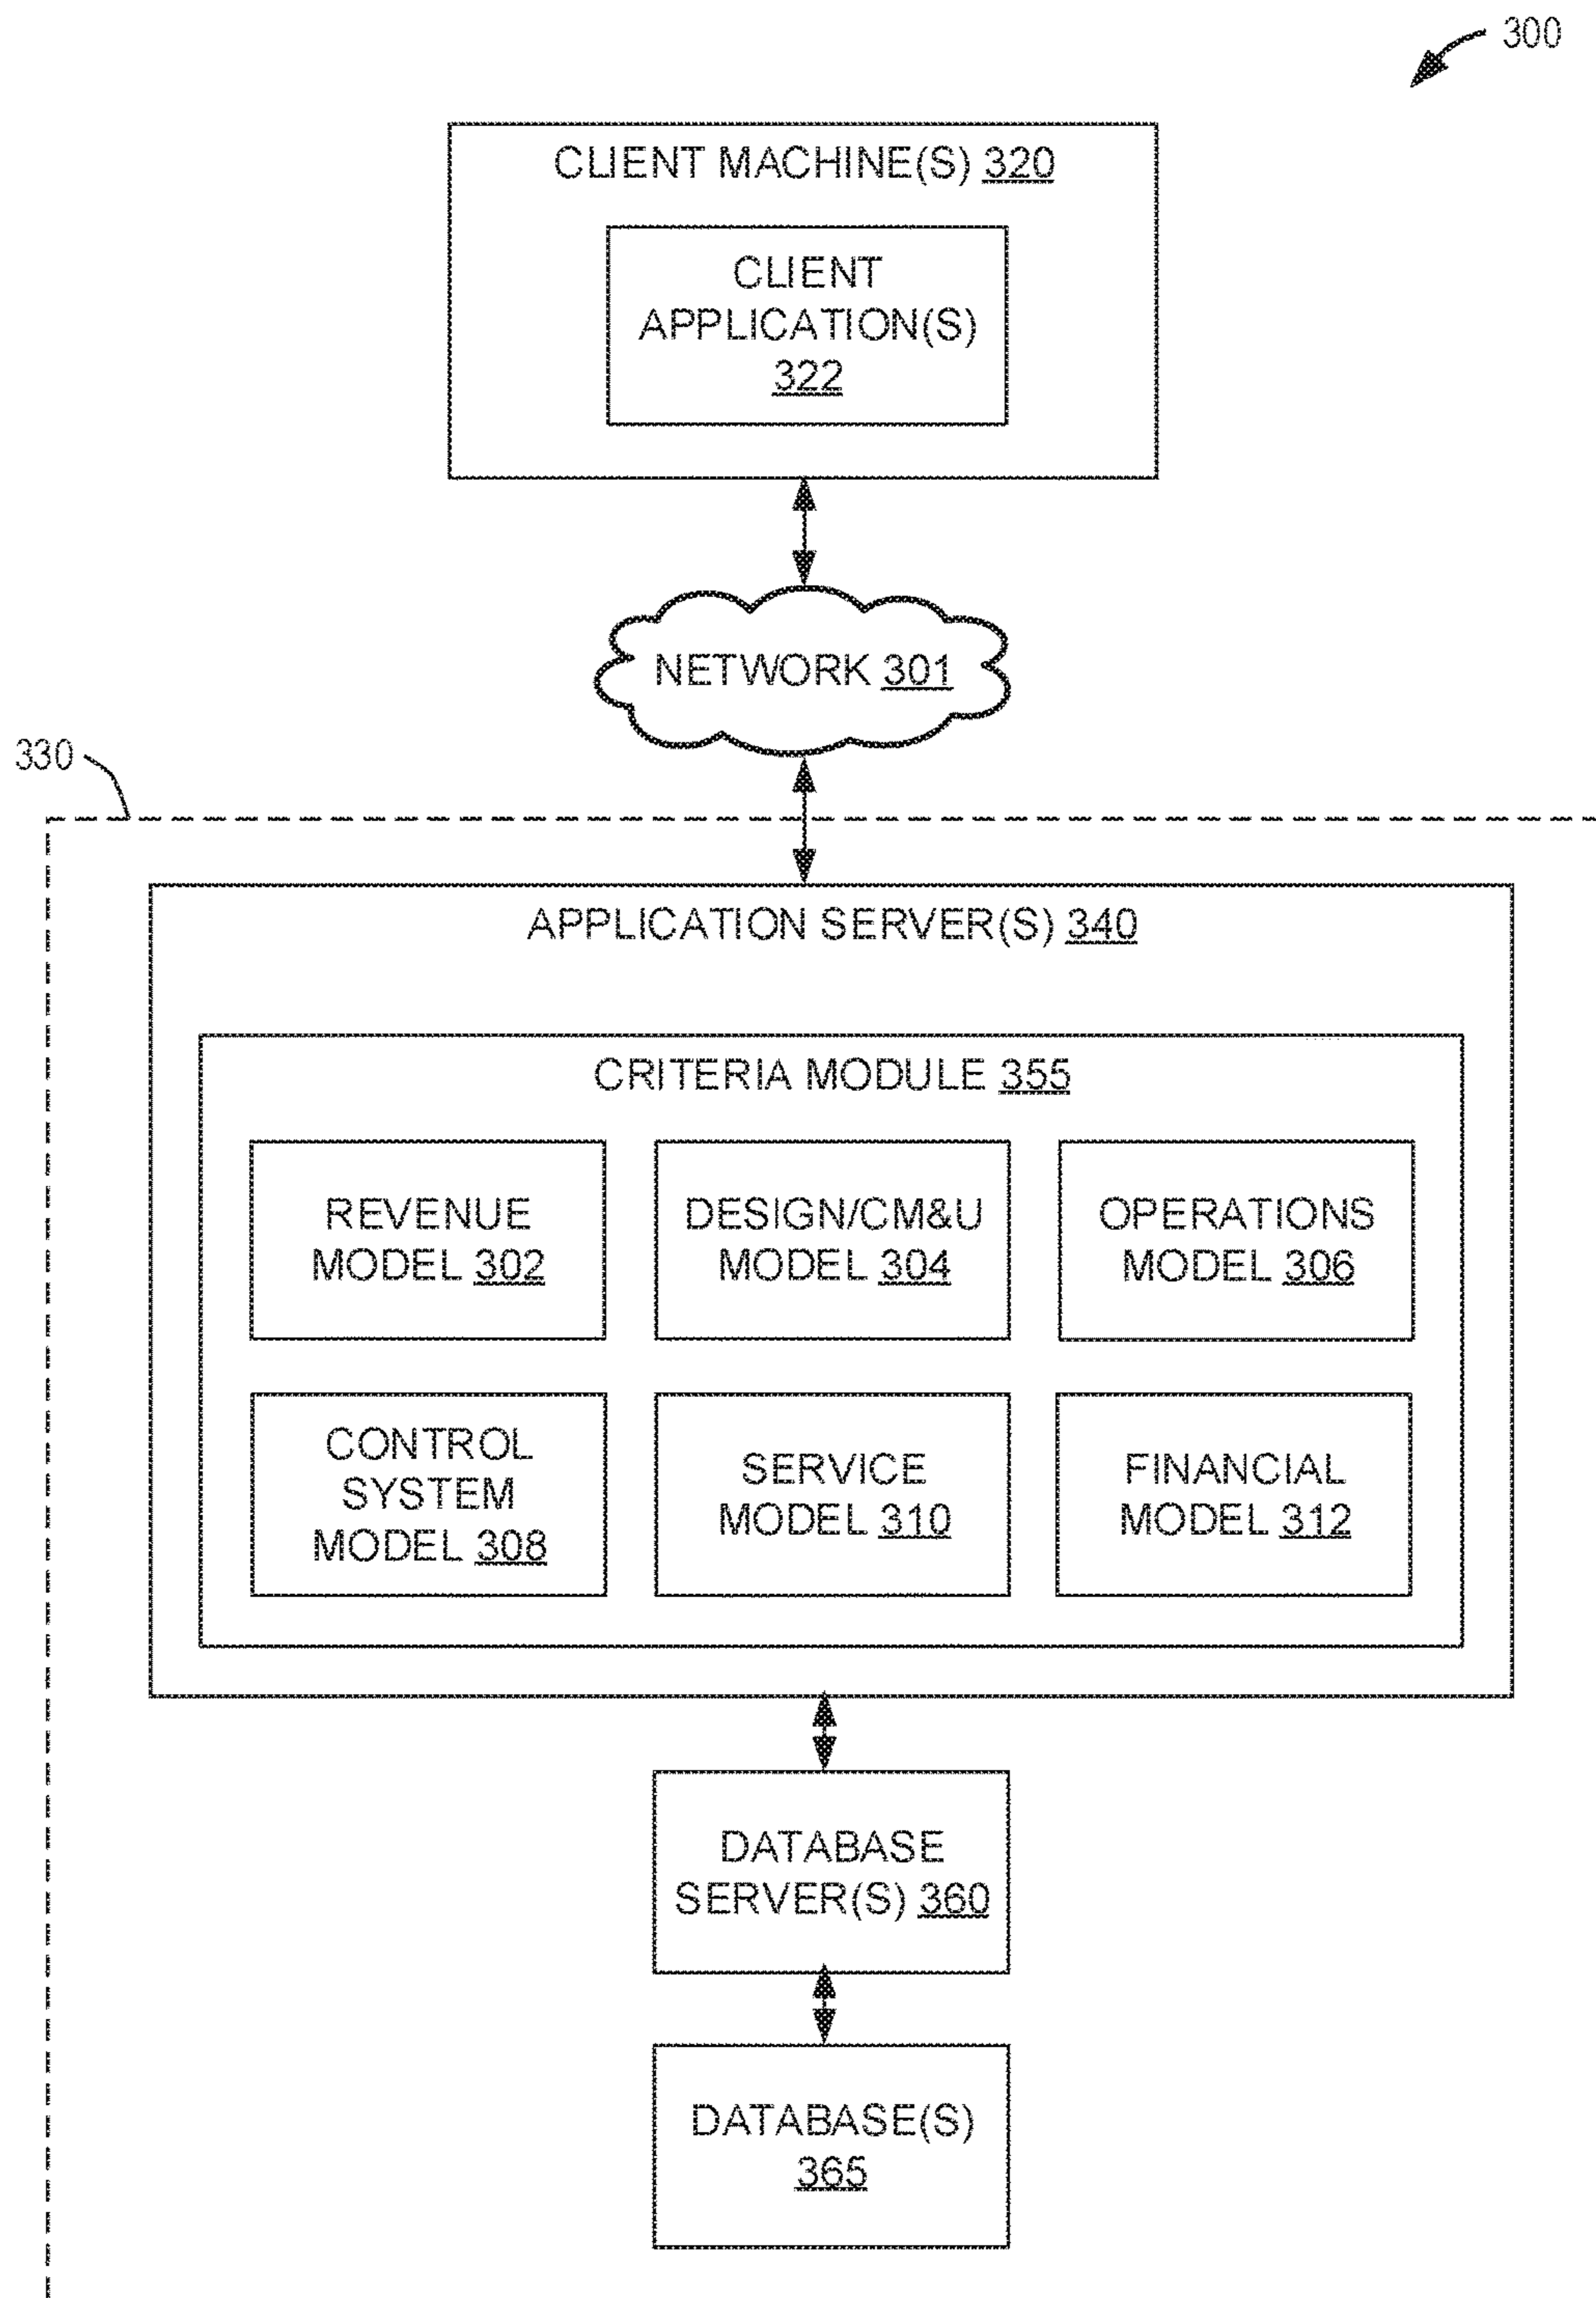 300
CLIENT MACHINE(S) 320
CLIENT
APPLICATION(S)
322
NETWORK 301
330
APPLICATION SERVER(S) 340
CRITERIA MODULE 355
REVENUE
MODEL 302
DESIGN/CM&U
MODEL 304
OPERATIONS
MODEL 306
CONTROL
SYSTEM
MODEL 308
SERVICE
MODEL 310
FINANCIAL
MODEL 312
DATABASE
SERVER(S) 360
DATABASE(S)
365